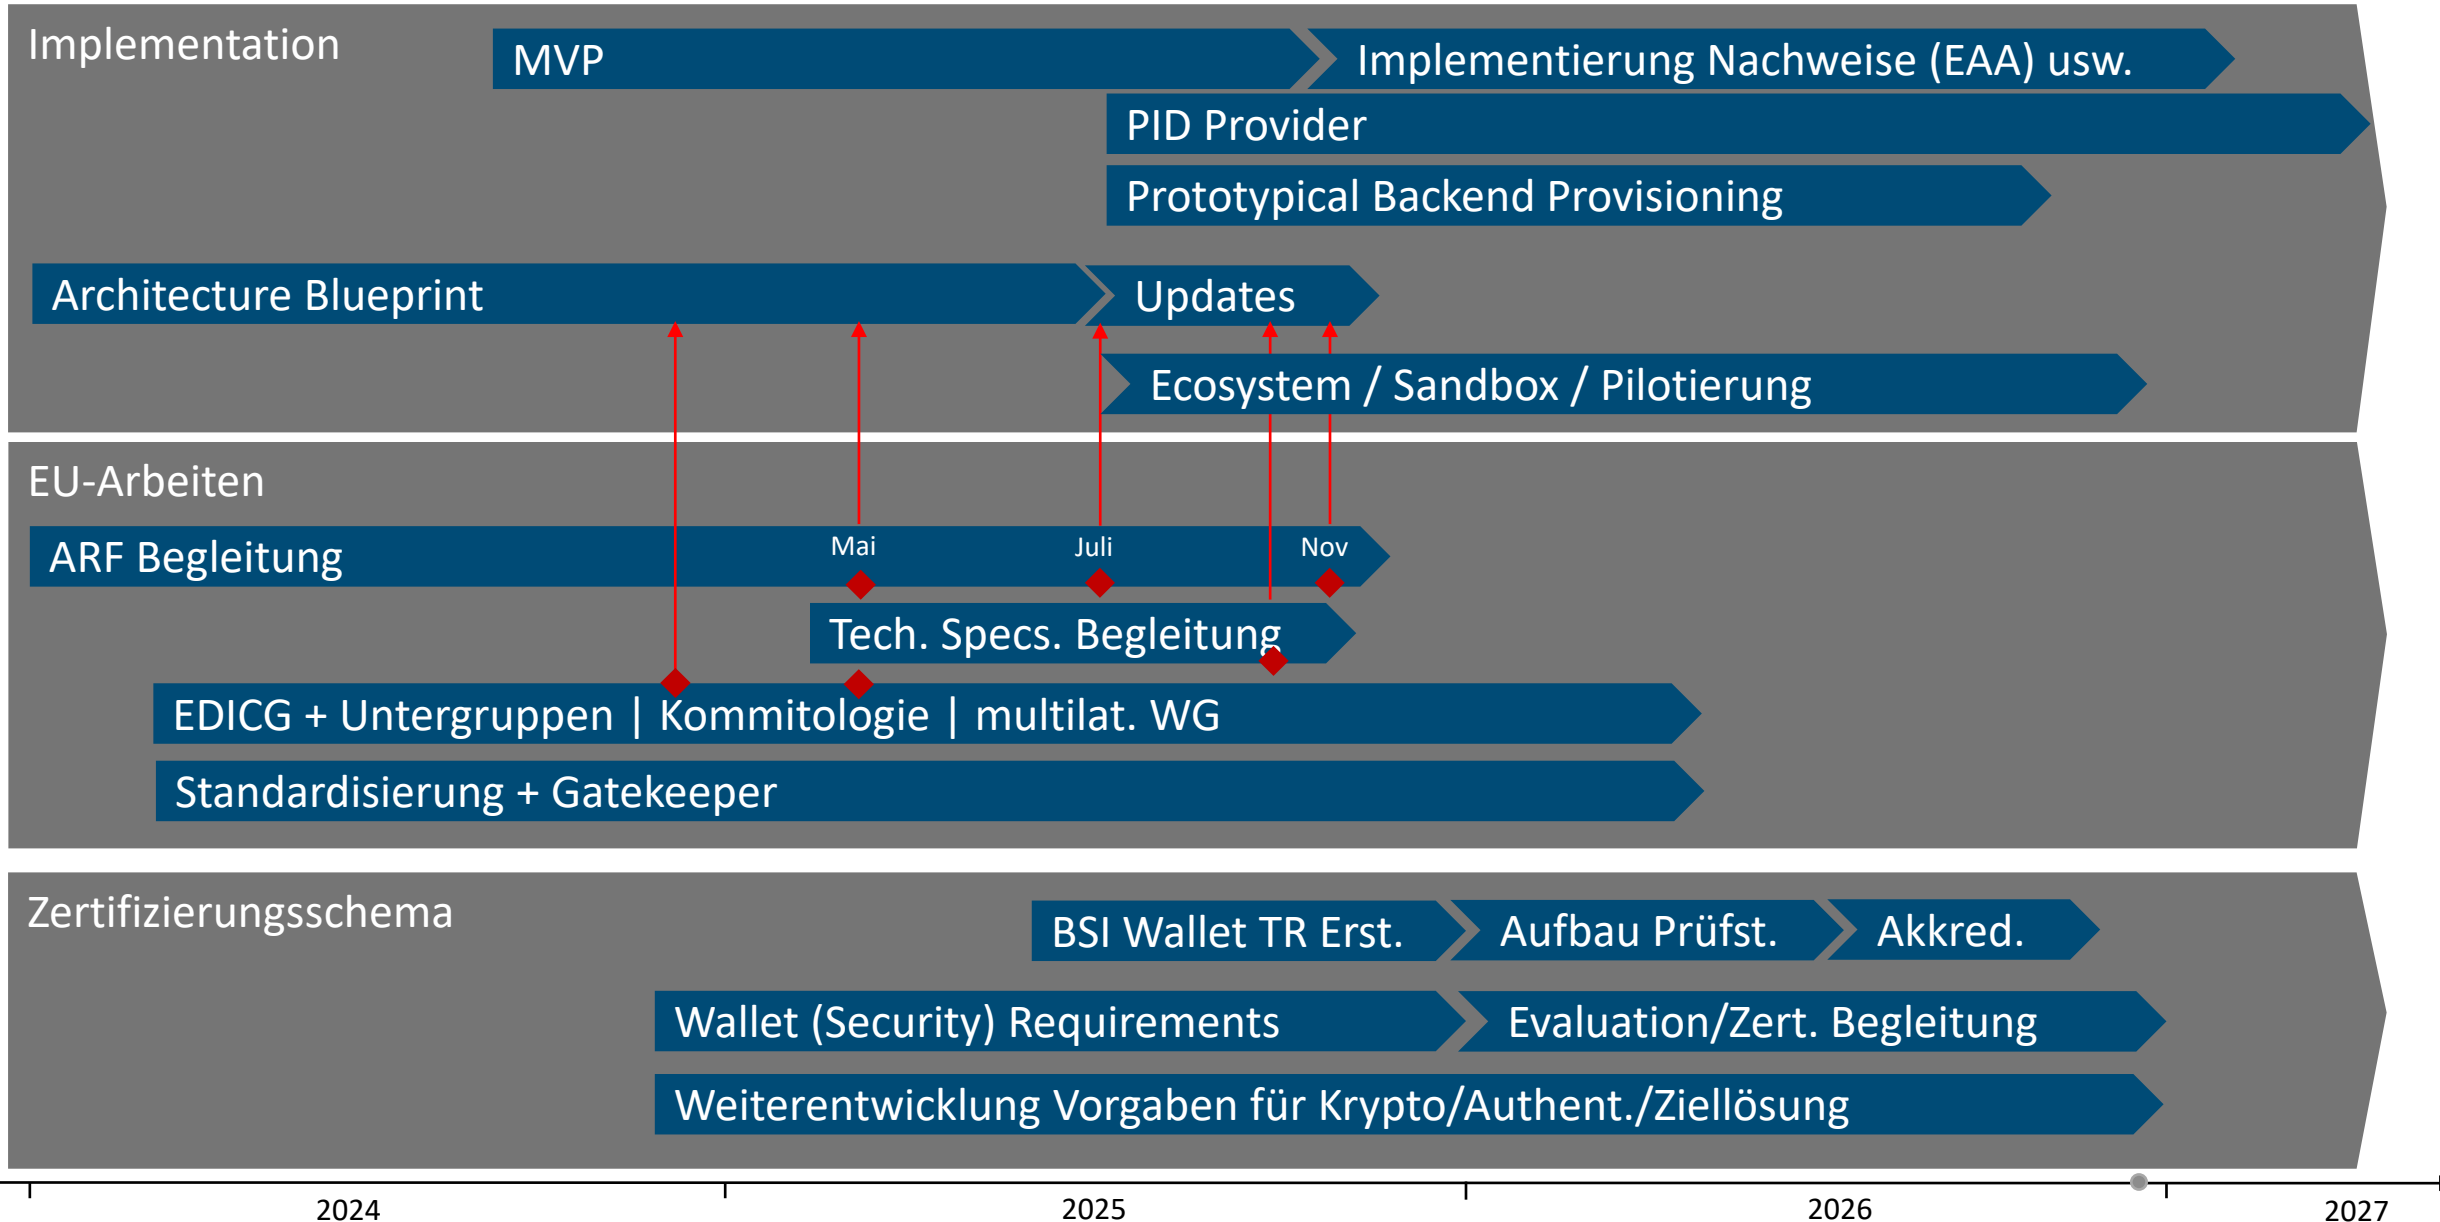 Implementation
MVP
Implementierung Nachweise (EAA) usw.
PID Provider
Prototypical Backend Provisioning
Architecture Blueprint
Updates
Ecosystem / Sandbox / Pilotierung
EU-Arbeiten
ARF Begleitung
Mai
Juli
Nov
Tech. Specs. Begleitung
EDICG + Untergruppen | Kommitologie | multilat. WG
Standardisierung + Gatekeeper
Zertifizierungsschema
BSI Wallet TR Erst.
Aufbau Prüfst.
Akkred.
Wallet (Security) Requirements
Evaluation/Zert. Begleitung
Weiterentwicklung Vorgaben für Krypto/Authent./Ziellösung
2024
2025
2026
2027